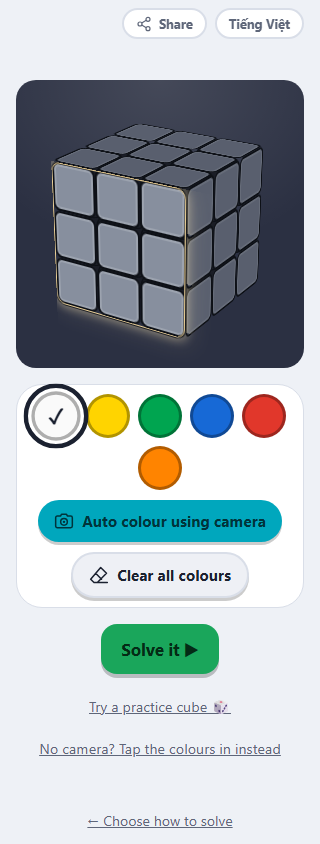 Share
Tiếng Việt
Auto colour using camera
Clear all colours
Solve it ▶
Try a practice cube 🎲
No camera? Tap the colours in instead
← Choose how to solve